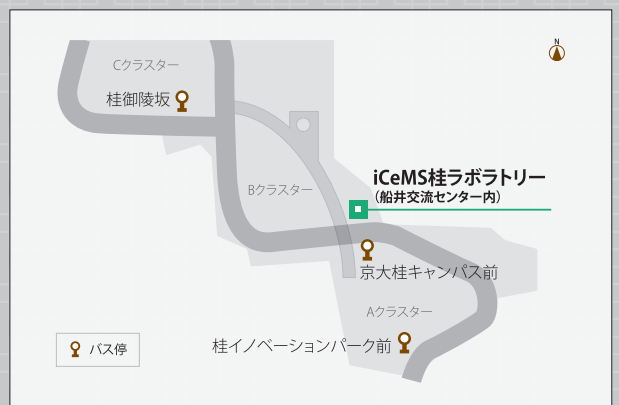 N
Cクラスター
桂御陵坂
iCeMS桂ラボラトリー
（船井交流センター内）
Bクラスター
京大桂キャンパス前
Aクラスター
桂イノベーションパーク前
バス停